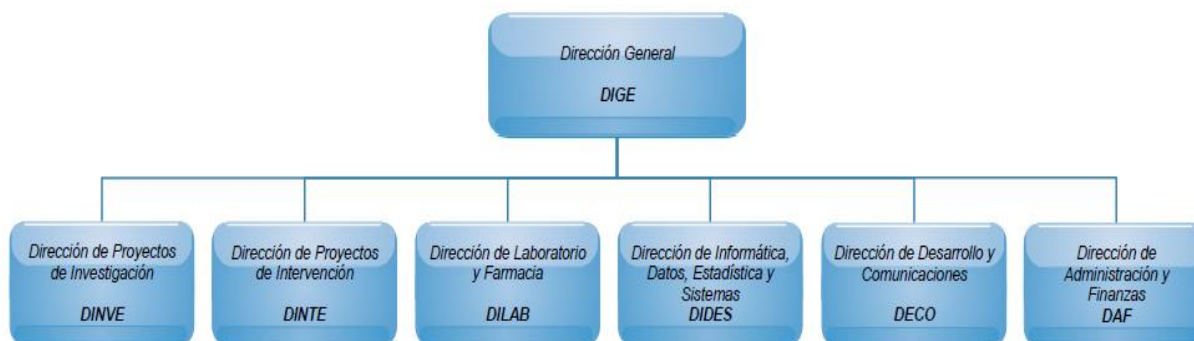 Dirección General
DIGE
Dirección de Proyectos
de Investigación
DINVE
Dirección de Proyectos
de Intervención
DINTE
Dirección de Laboratorio
y Farmacia
DILAB
Dirección de Informática,
Datos, Estadística y
Sistemas
DIDES
Dirección de Desarrollo y
Comunicaciones
DECO
Dirección de
Administración y
Finanzas
DAF